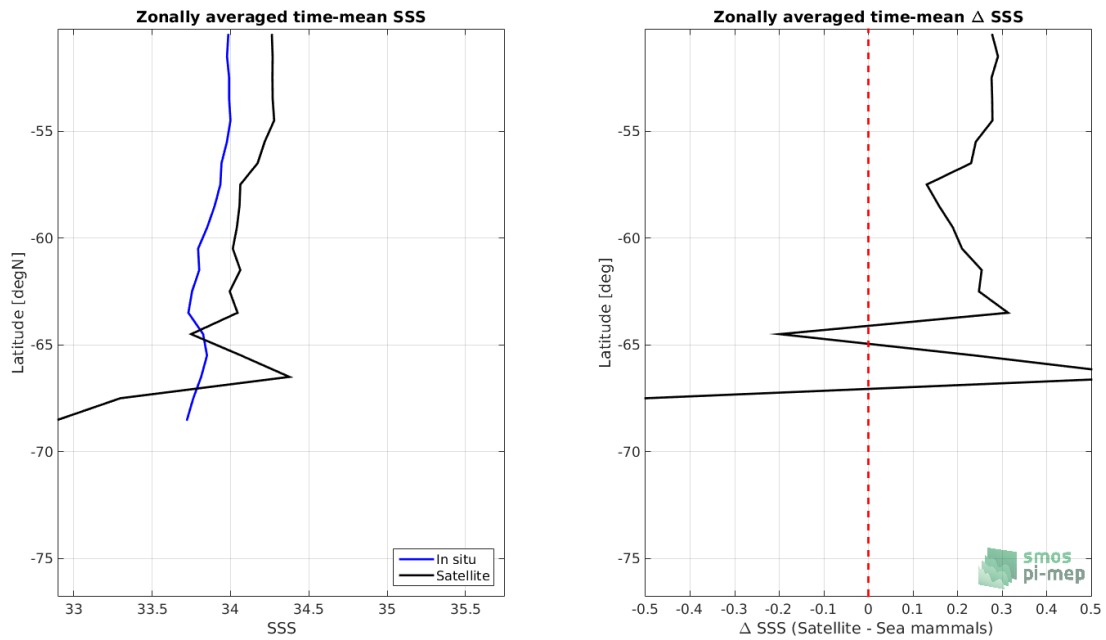 Zonally averaged time-mean SSS
Latitude [degN]
-55
-60
-65
-70
-75
33
33.5
34
34.5
35
35.5
SSS
In situ
Satellite
Zonally averaged time-mean Δ SSS
Latitude [deg]
-55
-60
-65
-70
-75
-0.5
-0.4
-0.3
-0.2
-0.1
0
0.1
0.2
0.3
0.4
0.5
Δ SSS (Satellite - Sea mammals)
smos
pi-mep